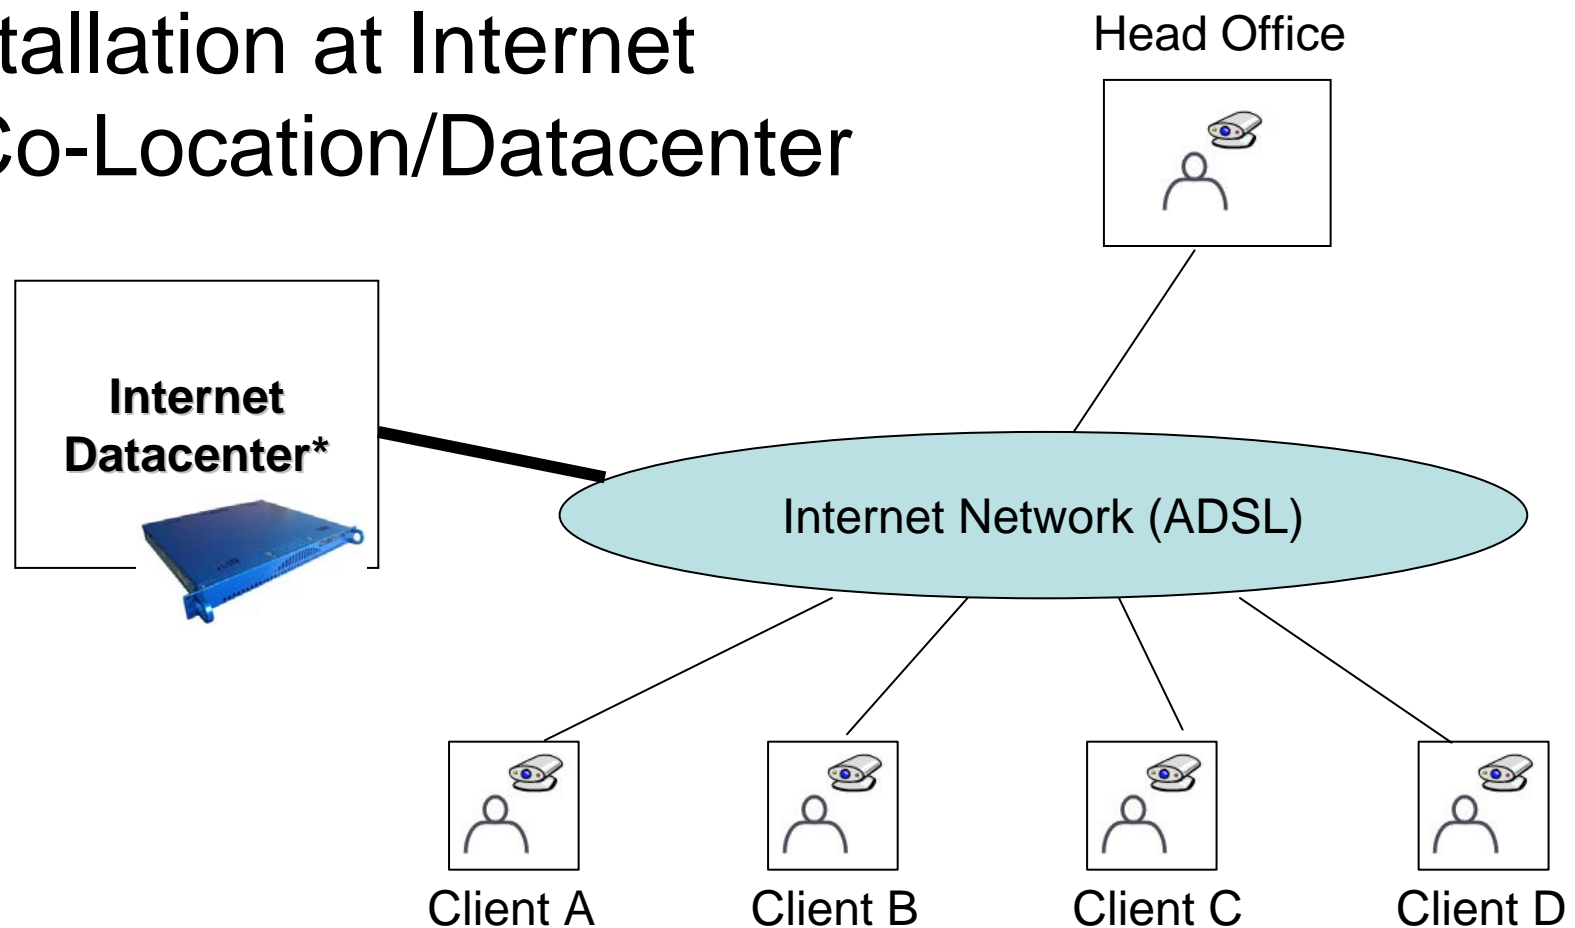 tallation at Internet
Co-Location/Datacenter
Head Office
Internet
Datacenter*
Internet Network (ADSL)
Client A
Client B
Client C
Client D